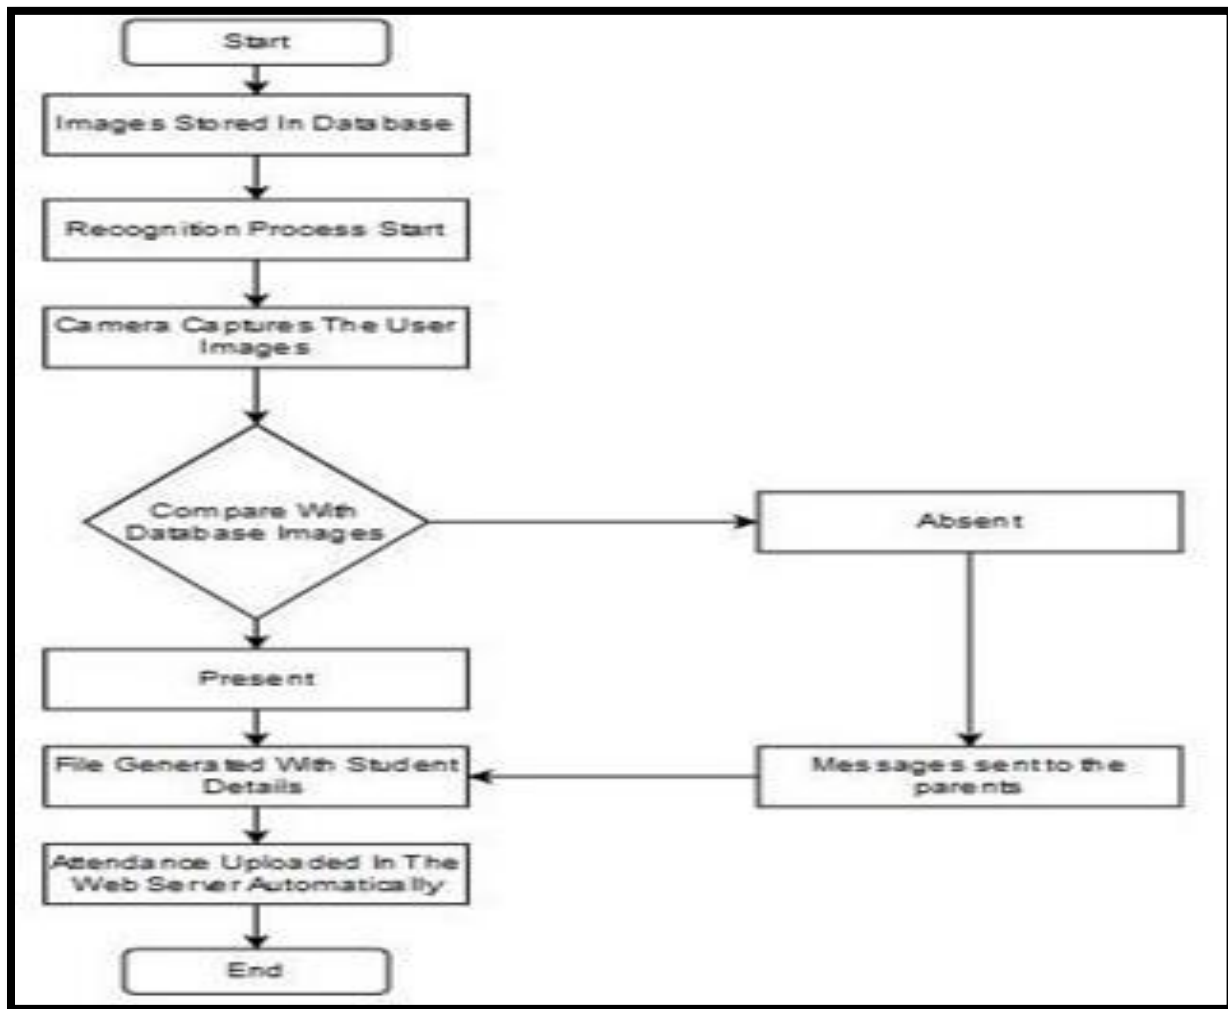 Start
Images Stored In Database
Recognition Process Start
Camera Captures The User
Images
Compare With
Database Images
Absent
Present
File Generated With Student
Details
Messages sent to the
parents
Attendance Uploaded In The
Web Server Automatically
End